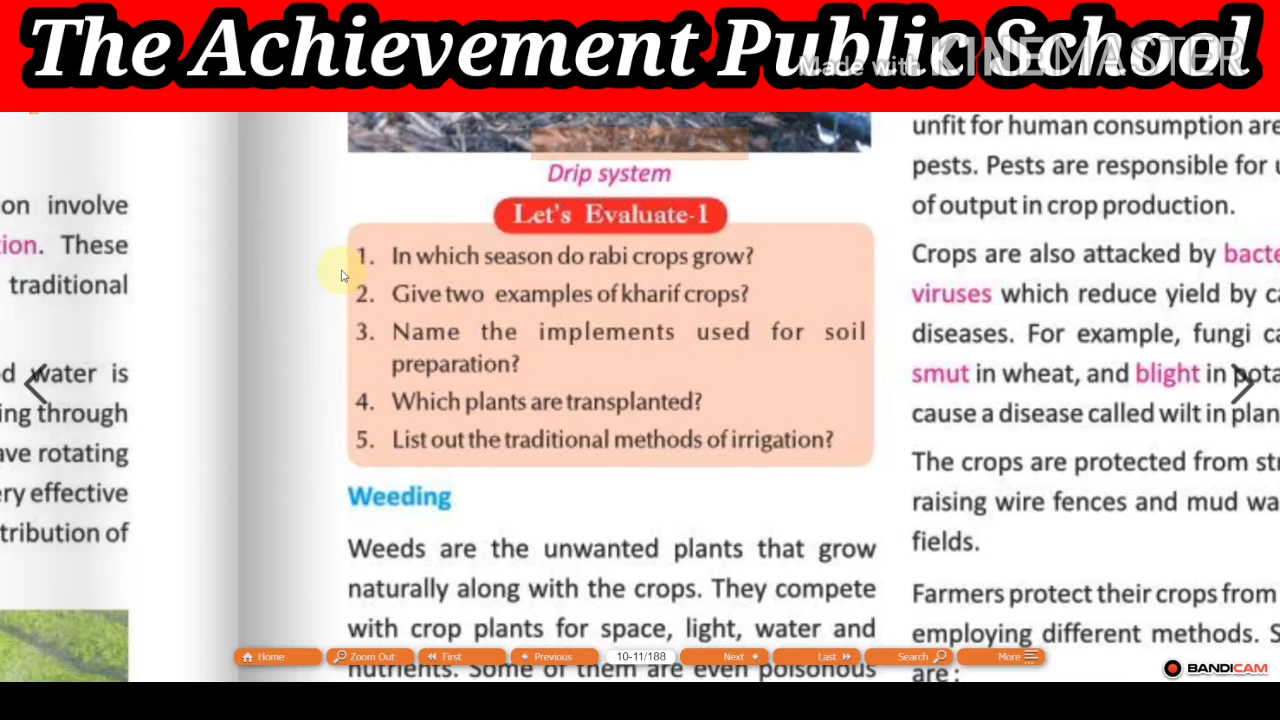 The Achievement Public School
Made with KINEMASTER
on involve
tion. These
traditional
d water is
ing through
ave rotating
ery effective
tribution of
Drip system
Let's Evaluate-1
1. In which season do rabi crops grow?
2. Give two examples of kharif crops?
3. Name the implements used for soil
preparation?
4. Which plants are transplanted?
5. List out the traditional methods of irrigation?
Weeding
Weeds are the unwanted plants that grow
naturally along with the crops. They compete
with crop plants for space, light, water and
nutrients. Some of them are even poisonous
unfit for human consumption are
pests. Pests are responsible for u
of output in crop production.
Crops are also attacked by bacte
viruses which reduce yield by ca
diseases. For example, fungi ca
smut in wheat, and blight in pota
cause a disease called wilt in plan
The crops are protected from str
raising wire fences and mud wa
fields.
Farmers protect their crops from
employing different methods. S
are :
Home Zoom Out First Previous 10-11/188 Next Last Search More
BANDICAM